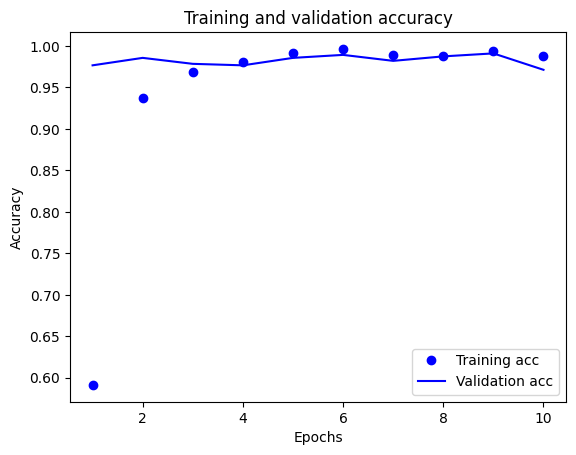 Training and validation accuracy
1.00
0.95
0.90
0.85
0.80
0.75
0.70
0.65
0.60
Accuracy
Training acc
Validation acc
2 4 6 8 10
Epochs